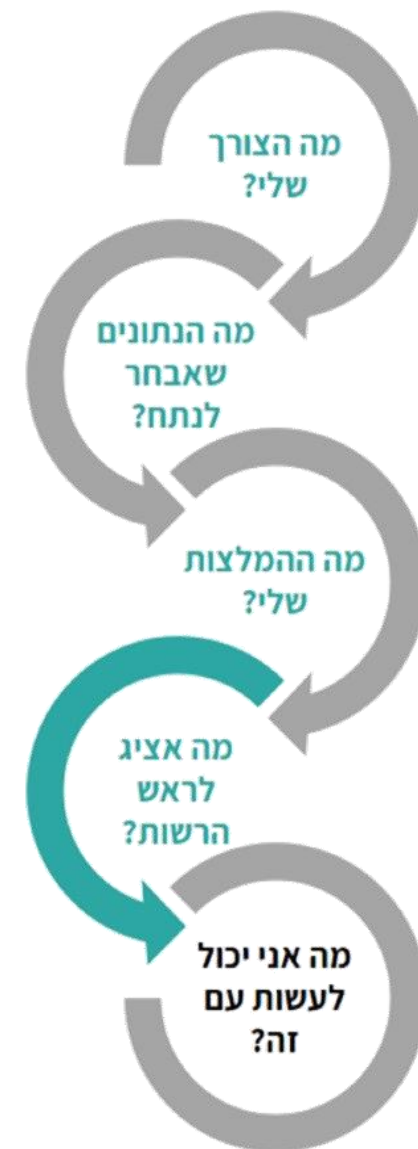 מה הצורך
שלי?
מה הנתונים
שאבחר
לנתח?
מה ההמלצות
שלי?
מה אציג
לראש
הרשות?
מה אני יכול
לעשות עם
זה?